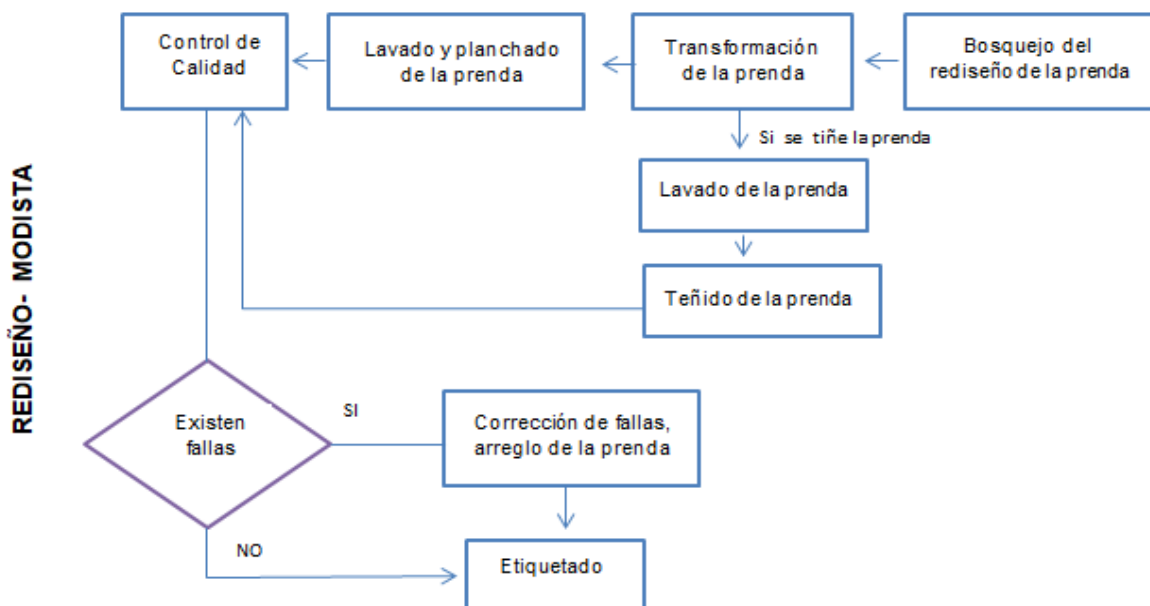 REDISEÑO- MODISTA
Control de
Calidad
Lavado y planchado
de la prenda
Transformación
de la prenda
Bosquejo del
rediseño de la prenda
Si se tiñe la prenda
Lavado de la prenda
Teñido de la prenda
Existen
fallas
SI
Corrección de fallas,
arreglo de la prenda
NO
Etiquetado